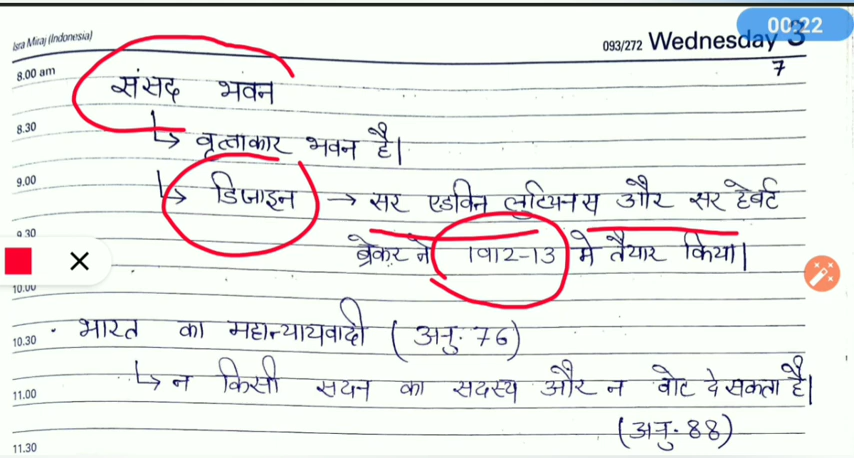 00:22
Isra Miraj (Indonesia)
093/272 Wednesday 3
7
8.00 am
संसद भवन
8.30
↳ वृत्ताकार भवन है।
9.00
↳ डिजाइन → सर एडविन लुटियनस और सर हेर्बर्ट
9.30
ब्रेकर ने 1912-13 मे तैयार किया।
10.00
10.30
· भारत का महान्यायवादी (अनु. 76)
11.00
↳ न किसी सदन का सदस्य और न वोट दे सकता है।
(अनु. 88)
11.30